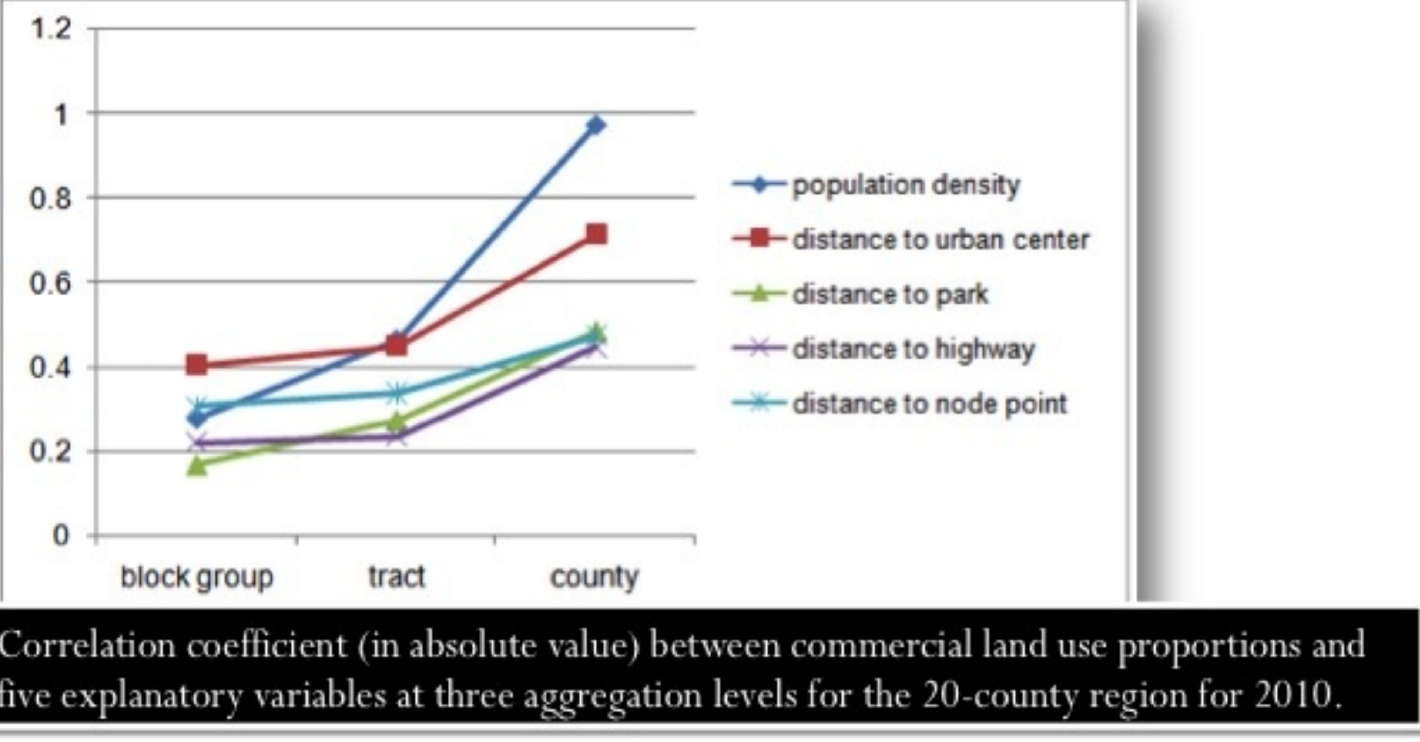 1.2
1
0.8
0.6
0.4
0.2
0
block group tract county
population density
distance to urban center
distance to park
distance to highway
distance to node point
Correlation coefficient (in absolute value) between commercial land use proportions and
five explanatory variables at three aggregation levels for the 20-county region for 2010.